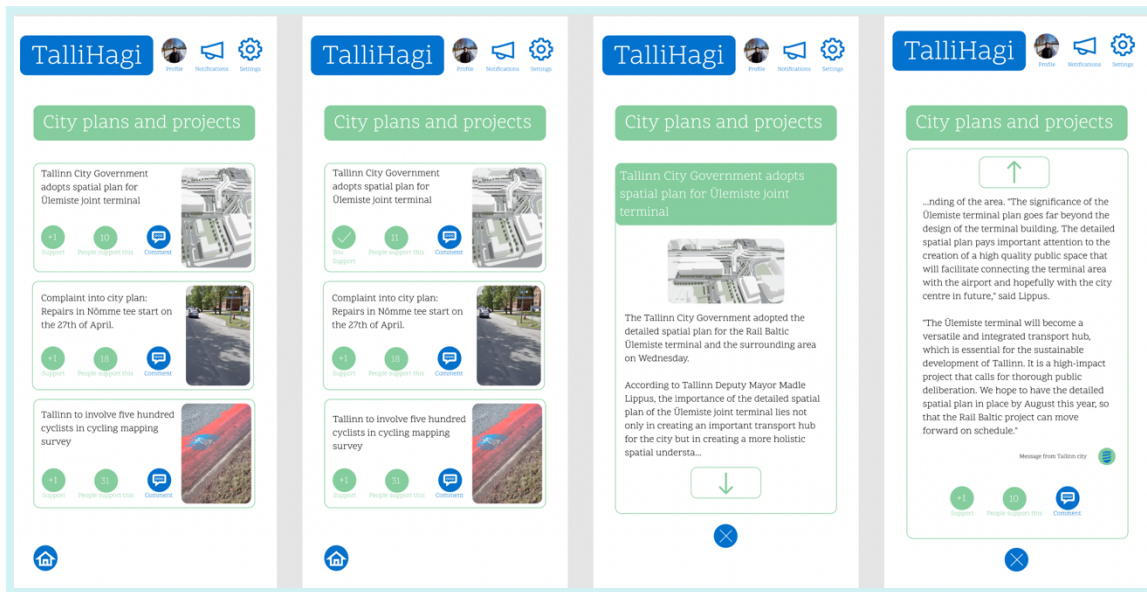 TalliHagi
Profile
Notifications
Settings
City plans and projects
Tallinn City Government
adopts spatial plan for
Ülemiste joint terminal
+1
Support
10
People support this
Comment
Complaint into city plan:
Repairs in Nõmme tee start on
the 27th of April.
+1
Support
18
People support this
Comment
Tallinn to involve five hundred
cyclists in cycling mapping
survey
+1
Support
31
People support this
Comment
TalliHagi
Profile
Notifications
Settings
City plans and projects
Tallinn City Government
adopts spatial plan for
Ülemiste joint terminal
You
Support
11
People support this
Comment
Complaint into city plan:
Repairs in Nõmme tee start on
the 27th of April.
+1
Support
18
People support this
Comment
Tallinn to involve five hundred
cyclists in cycling mapping
survey
+1
Support
31
People support this
Comment
TalliHagi
Profile
Notifications
Settings
City plans and projects
Tallinn City Government adopts
spatial plan for Ülemiste joint
terminal
The Tallinn City Government adopted the
detailed spatial plan for the Rail Baltic
Ülemiste terminal and the surrounding area
on Wednesday.
According to Tallinn Deputy Mayor Madle
Lippus, the importance of the detailed spatial
plan of the Ülemiste joint terminal lies not
only in creating an important transport hub
for the city but in creating a more holistic
spatial understa...
TalliHagi
Profile
Notifications
Settings
City plans and projects
...nding of the area. "The significance of the
Ülemiste terminal plan goes far beyond the
design of the terminal building. The detailed
spatial plan pays important attention to the
creation of a high quality public space that
will facilitate connecting the terminal area
with the airport and hopefully with the city
centre in future," said Lippus.
"The Ülemiste terminal will become a
versatile and integrated transport hub,
which is essential for the sustainable
development of Tallinn. It is a high-impact
project that calls for thorough public
deliberation. We hope to have the detailed
spatial plan in place by August this year, so
that the Rail Baltic project can move
forward on schedule."
Message from Tallinn city
+1
Support
10
People support this
Comment